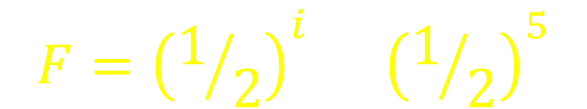 F = (1/2)^i (1/2)^5